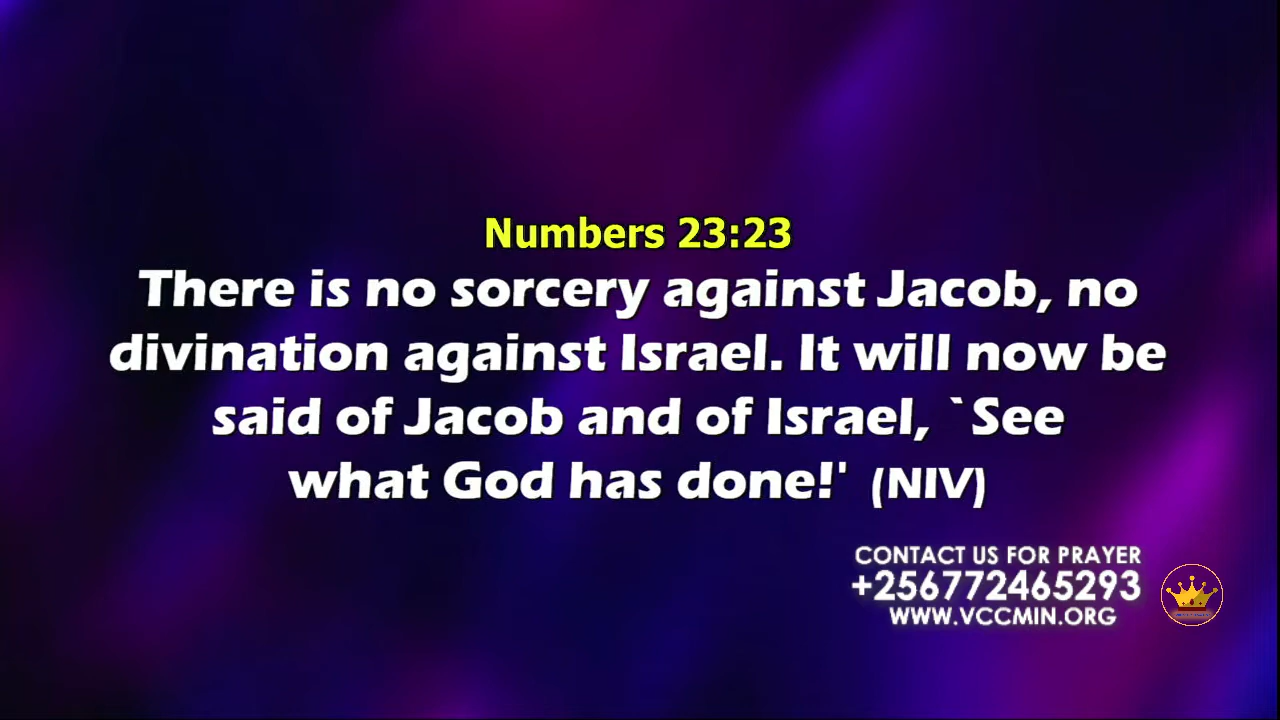 Numbers 23:23
There is no sorcery against Jacob, no
divination against Israel. It will now be
said of Jacob and of Israel, `See
what God has done!' (NIV)
CONTACT US FOR PRAYER
+256772465293
WWW.VCCMIN.ORG